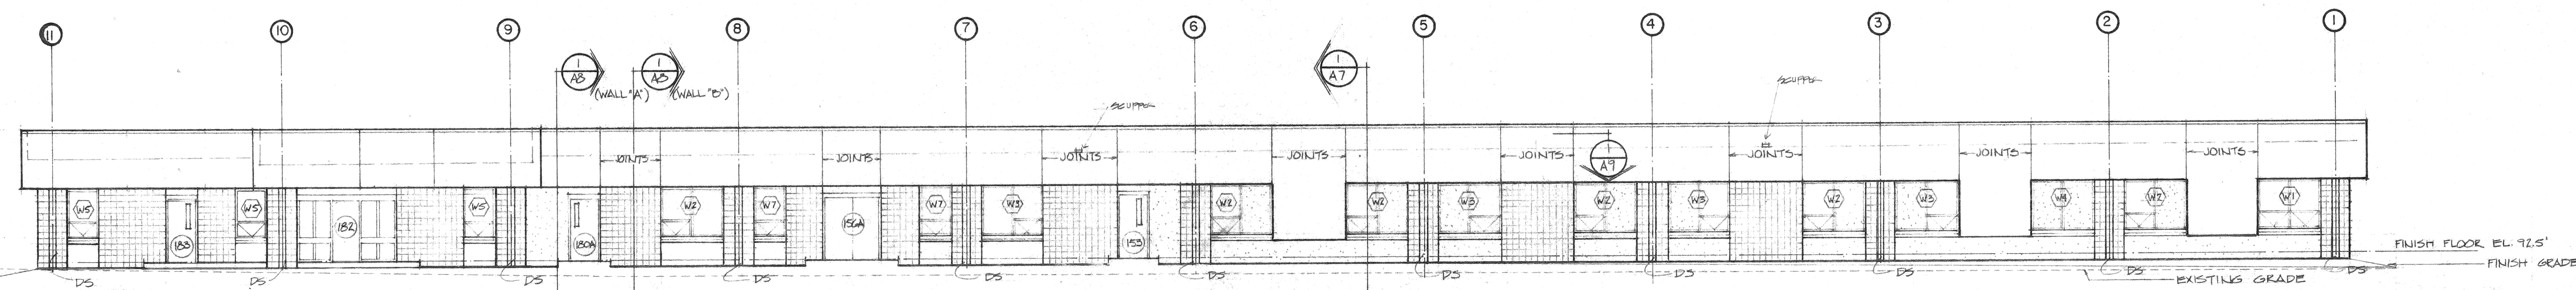 11 10 9 8 7 6 5 4 3 2 1
1 A8 (WALL "A")
1 A8 (WALL "B")
1 A7
SCUPPER
SCUPPER
JOINTS JOINTS JOINTS JOINTS JOINTS JOINTS JOINTS JOINTS
1 A9
W5 W5 W5 W2 W7 W7 W3 W2 W2 W3 W2 W3 W2 W3 W4 W2 W1
183 182 180A 156A 153
FINISH FLOOR EL. 92.5'
FINISH GRADE
DS DS DS DS DS DS DS DS DS DS DS
EXISTING GRADE